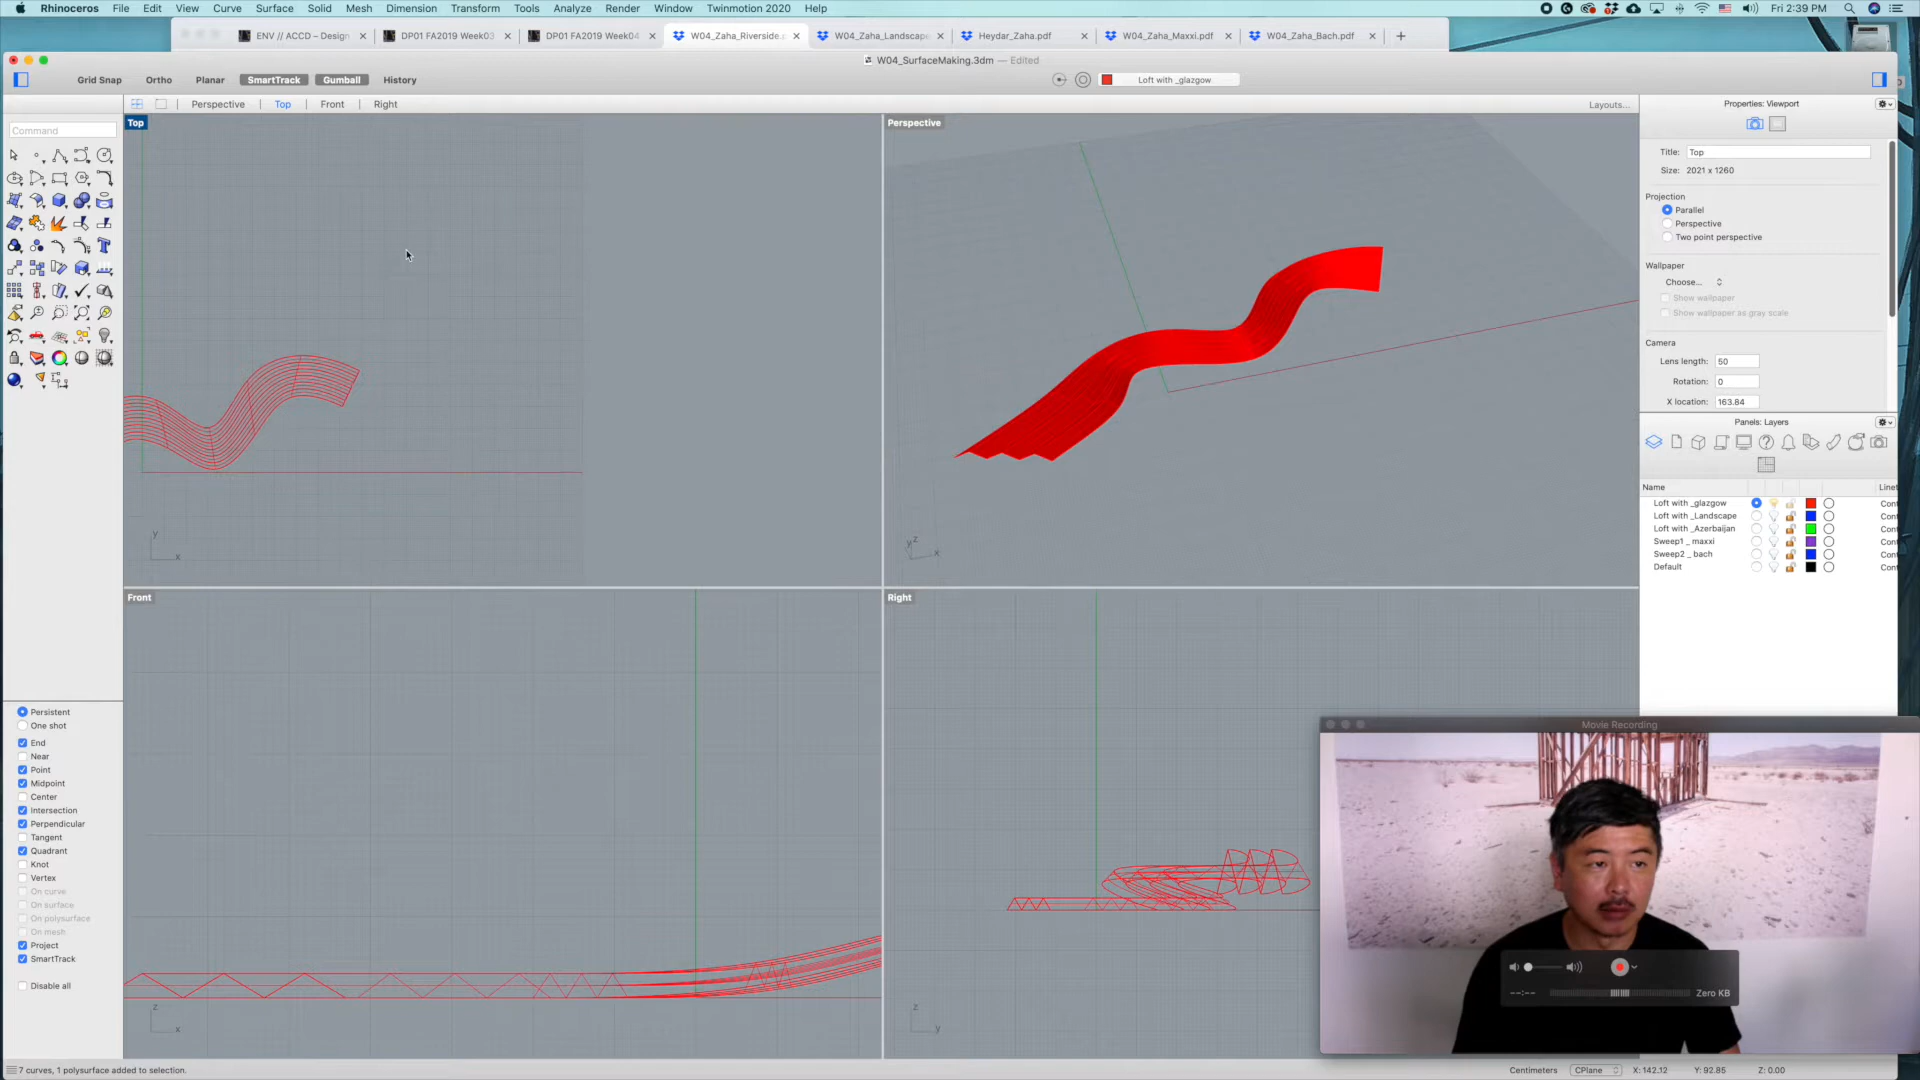 Rhinoceros File Edit View Curve Surface Solid Mesh Dimension Transform Tools Analyze Render Window Twinmotion 2020 Help Fri 2:39 PM
ENV // ACCD – Design DP01 FA2019 Week03 DP01 FA2019 Week04 W04_Zaha_Riverside. W04_Zaha_Landscape Heydar_Zaha.pdf W04_Zaha_Maxxi.pdf W04_Zaha_Bach.pdf
W04_SurfaceMaking.3dm — Edited
Grid Snap Ortho Planar SmartTrack Gumball History Loft with _glazgow
Perspective Top Front Right Layouts...
Command
Top
Perspective
Front
Right
y
x
y z
x
z
x
z
y
Properties: Viewport
Title: Top
Size: 2021 x 1260
Projection
Parallel
Perspective
Two point perspective
Wallpaper
Choose...
Show wallpaper
Show wallpaper as gray scale
Camera
Lens length: 50
Rotation: 0
X location: 163.84
Panels: Layers
Name Linet
Loft with _glazgow Cont
Loft with _Landscape Cont
Loft with _Azerbaijan Cont
Sweep1 _ maxxi Cont
Sweep2 _ bach Cont
Default Cont
Persistent
One shot
End
Near
Point
Midpoint
Center
Intersection
Perpendicular
Tangent
Quadrant
Knot
Vertex
On curve
On surface
On polysurface
On mesh
Project
SmartTrack
Disable all
Movie Recording
--:-- Zero KB
7 curves, 1 polysurface added to selection. Centimeters CPlane X: 142.12 Y: 92.85 Z: 0.00